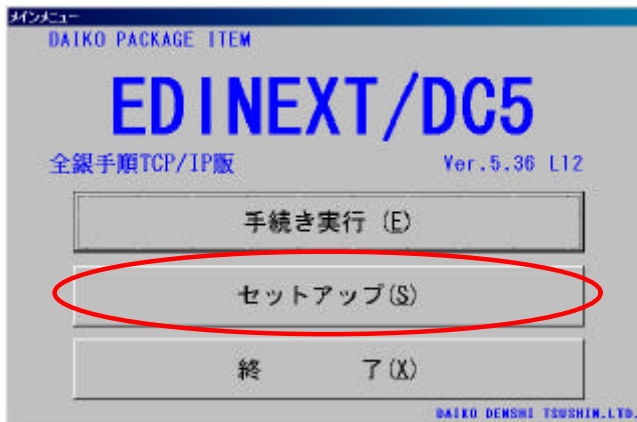 メインメニュー
DAIKO PACKAGE ITEM
EDINEXT/DC5
全銀手順TCP/IP版 Ver.5.36 L12
手続き実行 (E)
セットアップ(S)
終 了(X)
DAIKO DENSHI TSUSHIN.LTD.